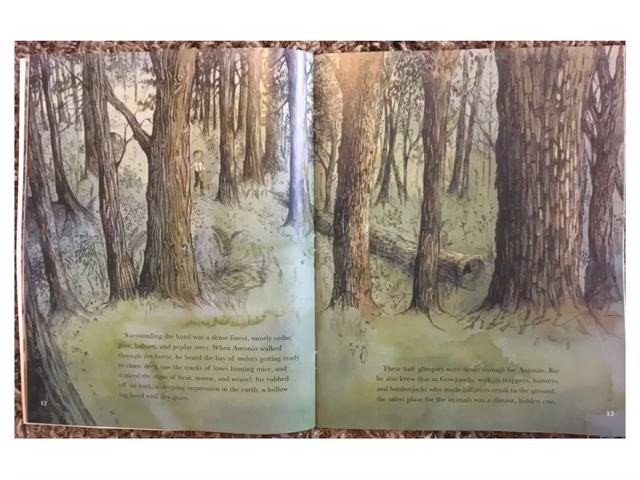 Surrounding the hotel was a dense forest, mostly cedar,
pine, balsam, and poplar trees. When Antonio walked
through the forest, he heard the bay of wolves getting ready
to chase deer, saw the tracks of foxes hunting mice, and
noticed the signs of bear, moose, and weasel: fur rubbed
off on bark, a sleeping impression in the earth, a hollow
log lined with dry grass.
12
These half glimpses were never enough for Antonio. But
he also knew that in Gowganda, with its trappers, hunters,
and lumberjacks who made tall trees crash to the ground,
the safest place for the animals was a distant, hidden one.
13